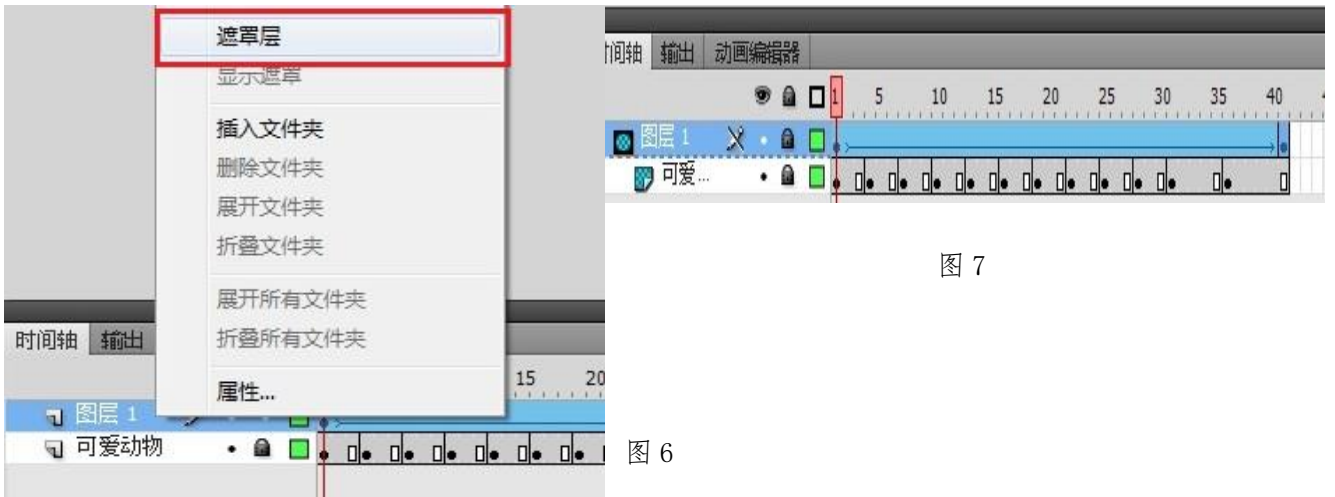 遮罩层
显示遮罩
插入文件夹
删除文件夹
展开文件夹
折叠文件夹
展开所有文件夹
折叠所有文件夹
属性...
时间轴 输出
15 20
图层 1
可爱动物
图 6
时间轴 输出 动画编辑器
1 5 10 15 20 25 30 35 40
图层 1
可爱...
图 7